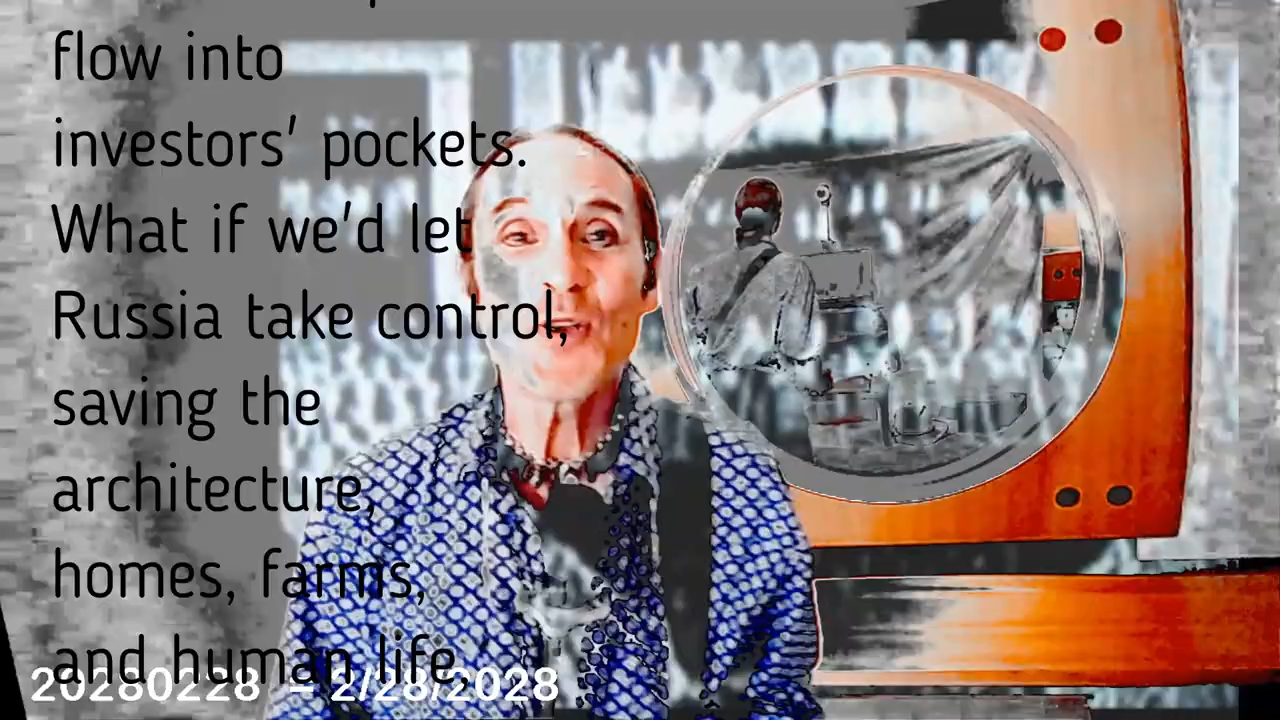 flow into
investors' pockets.
What if we'd let
Russia take control,
saving the
architecture,
homes, farms,
and human life,
20280228 – 2/28/2028